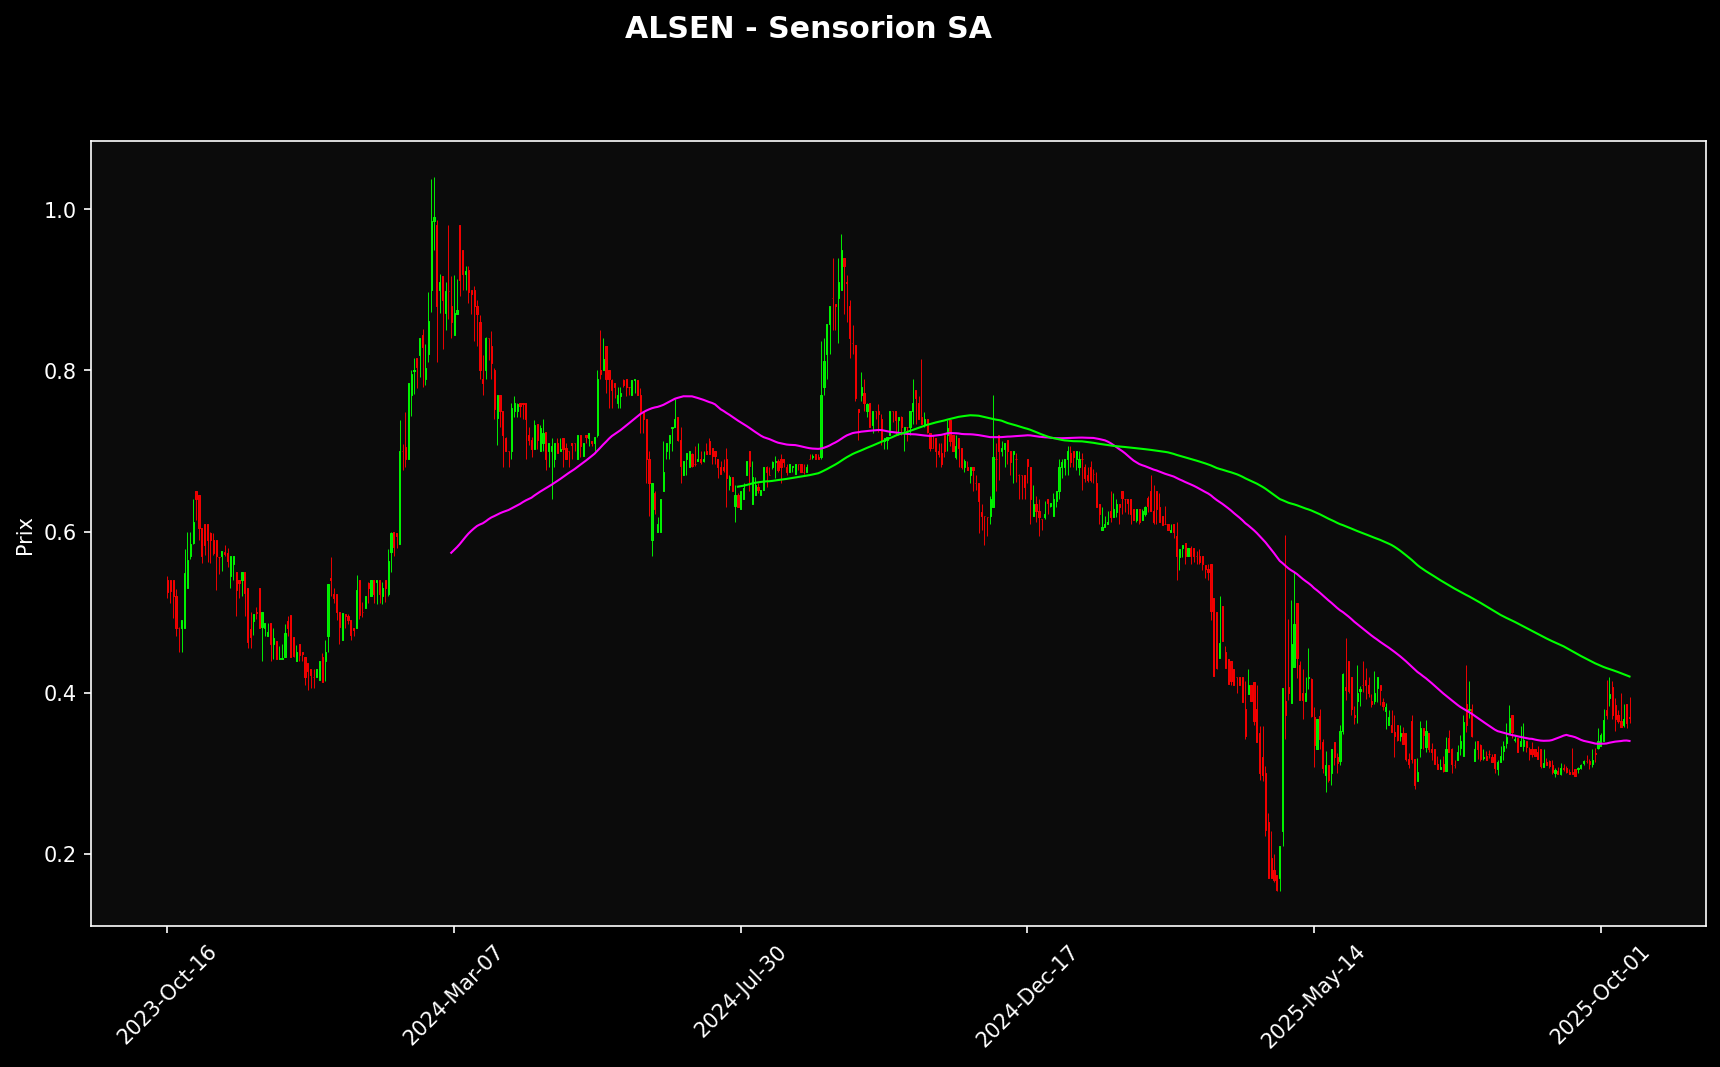 ALSEN - Sensorion SA
Prix
1.0
0.8
0.6
0.4
0.2
2023-Oct-16
2024-Mar-07
2024-Jul-30
2024-Dec-17
2025-May-14
2025-Oct-01